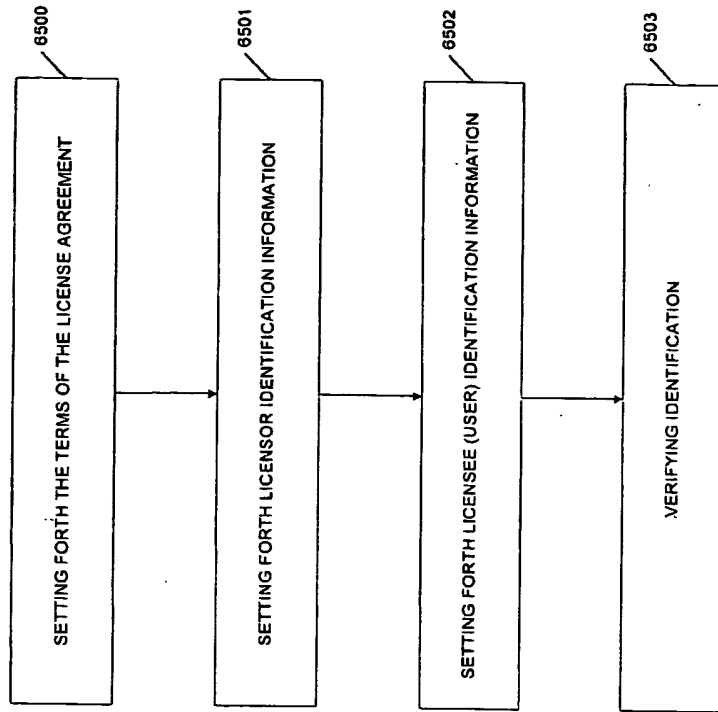 6500
SETTING FORTH THE TERMS OF THE LICENSE AGREEMENT
6501
SETTING FORTH LICENSOR IDENTIFICATION INFORMATION
6502
SETTING FORTH LICENSEE (USER) IDENTIFICATION INFORMATION
6503
VERIFYING IDENTIFICATION